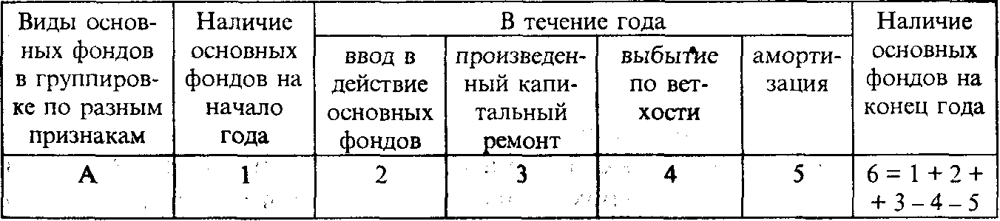 Виды основ-
ных фондов
в группиров-
ке по разным
признакам
Наличие
основных
фондов на
начало
года
В течение года
ввод в
действие
основных
фондов
произведен-
ный капи-
тальный
ремонт
выбытие
по вет-
хости
аморти-
зация
Наличие
основных
фондов на
конец года
А
1
2
3
4
5
6 = 1 + 2 +
+ 3 – 4 – 5